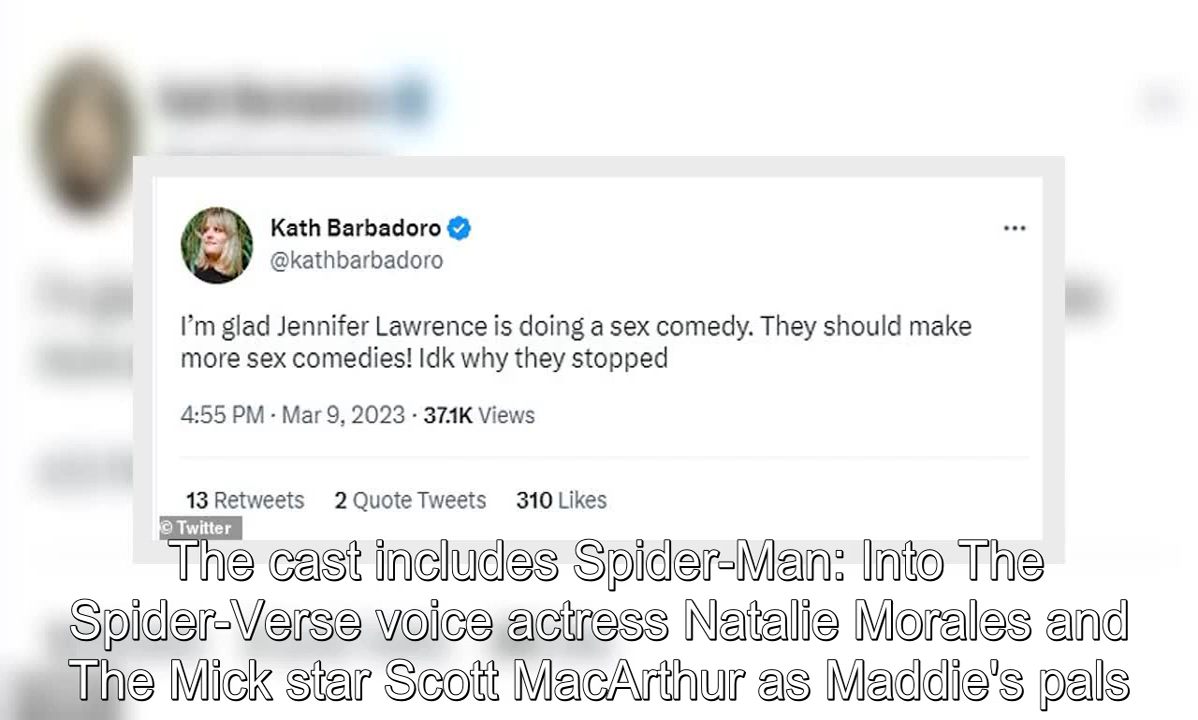 Kath Barbadoro
@kathbarbadoro
I'm glad Jennifer Lawrence is doing a sex comedy. They should make
more sex comedies! Idk why they stopped
4:55 PM · Mar 9, 2023 · 37.1K Views
13 Retweets 2 Quote Tweets 310 Likes
© Twitter
The cast includes Spider-Man: Into The
Spider-Verse voice actress Natalie Morales and
The Mick star Scott MacArthur as Maddie's pals